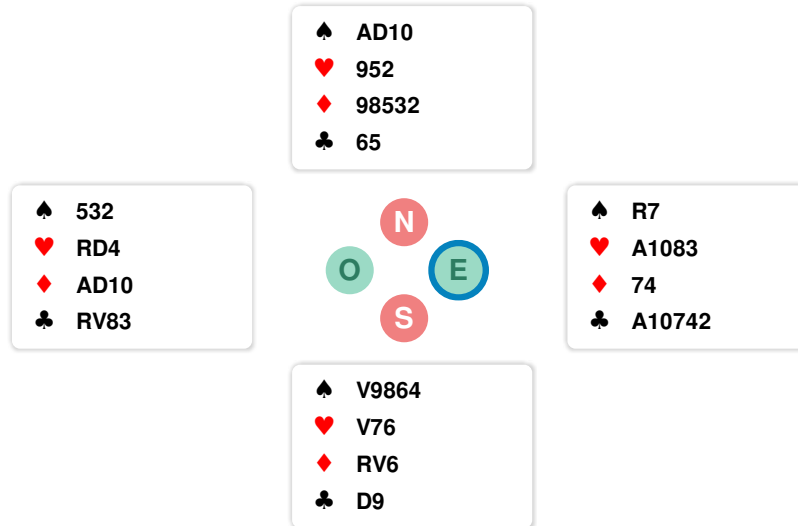 ♠ AD10
♥ 952
♦ 98532
♣ 65
♠ 532
♥ RD4
♦ AD10
♣ RV83
N
O E
S
♠ R7
♥ A1083
♦ 74
♣ A10742
♠ V9864
♥ V76
♦ RV6
♣ D9